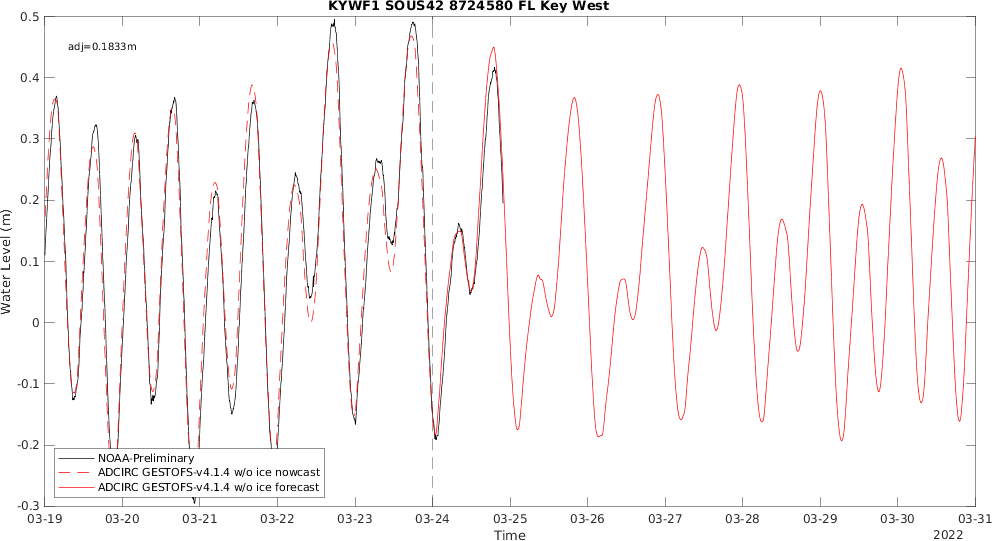 KYWF1 SOUS42 8724580 FL Key West
adj=0.1833m
Water Level (m)
0.5
0.4
0.3
0.2
0.1
0
-0.1
-0.2
-0.3
NOAA-Preliminary
ADCIRC GESTOFS-v4.1.4 w/o ice nowcast
ADCIRC GESTOFS-v4.1.4 w/o ice forecast
03-19 03-20 03-21 03-22 03-23 03-24 03-25 03-26 03-27 03-28 03-29 03-30 03-31
Time
2022